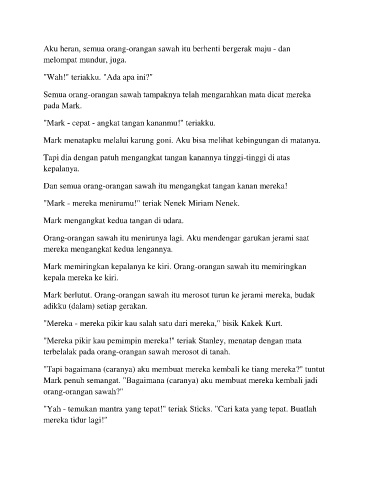 Aku heran, semua orang-orangan sawah itu berhenti bergerak maju - dan
melompat mundur, juga.
"Wah!" teriakku. "Ada apa ini?"
Semua orang-orangan sawah tampaknya telah mengarahkan mata dicat mereka
pada Mark.
"Mark - cepat - angkat tangan kananmu!" teriakku.
Mark menatapku melalui karung goni. Aku bisa melihat kebingungan di matanya.
Tapi dia dengan patuh mengangkat tangan kanannya tinggi-tinggi di atas
kepalanya.
Dan semua orang-orangan sawah itu mengangkat tangan kanan mereka!
"Mark - mereka menirumu!" teriak Nenek Miriam Nenek.
Mark mengangkat kedua tangan di udara.
Orang-orangan sawah itu menirunya lagi. Aku mendengar garukan jerami saat
mereka mengangkat kedua lengannya.
Mark memiringkan kepalanya ke kiri. Orang-orangan sawah itu memiringkan
kepala mereka ke kiri.
Mark berlutut. Orang-orangan sawah itu merosot turun ke jerami mereka, budak
adikku (dalam) setiap gerakan.
"Mereka - mereka pikir kau salah satu dari mereka," bisik Kakek Kurt.
"Mereka pikir kau pemimpin mereka!" teriak Stanley, menatap dengan mata
terbelalak pada orang-orangan sawah merosot di tanah.
"Tapi bagaimana (caranya) aku membuat mereka kembali ke tiang mereka?" tuntut
Mark penuh semangat. "Bagaimana (caranya) aku membuat mereka kembali jadi
orang-orangan sawah?"
"Yah - temukan mantra yang tepat!" teriak Sticks. "Cari kata yang tepat. Buatlah
mereka tidur lagi!"